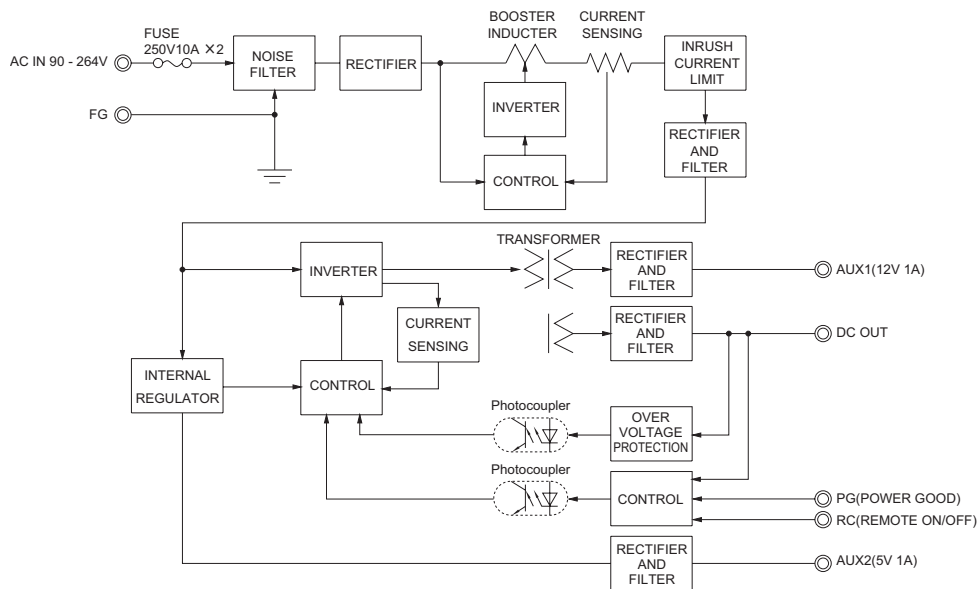 BOOSTER
INDUCTER
CURRENT
SENSING
FUSE
250V10A ×2
AC IN 90 - 264V
NOISE
FILTER
RECTIFIER
INRUSH
CURRENT
LIMIT
INVERTER
FG
RECTIFIER
AND
FILTER
CONTROL
TRANSFORMER
INVERTER
RECTIFIER
AND
FILTER
AUX1(12V 1A)
CURRENT
SENSING
RECTIFIER
AND
FILTER
DC OUT
INTERNAL
REGULATOR
CONTROL
Photocoupler
OVER
VOLTAGE
PROTECTION
Photocoupler
CONTROL
PG(POWER GOOD)
RC(REMOTE ON/OFF)
RECTIFIER
AND
FILTER
AUX2(5V 1A)